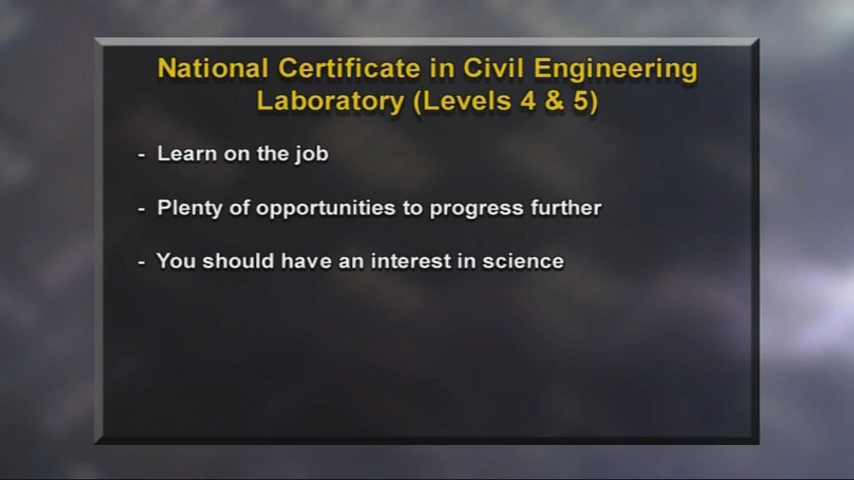 National Certificate in Civil Engineering
Laboratory (Levels 4 & 5)
- Learn on the job
- Plenty of opportunities to progress further
- You should have an interest in science